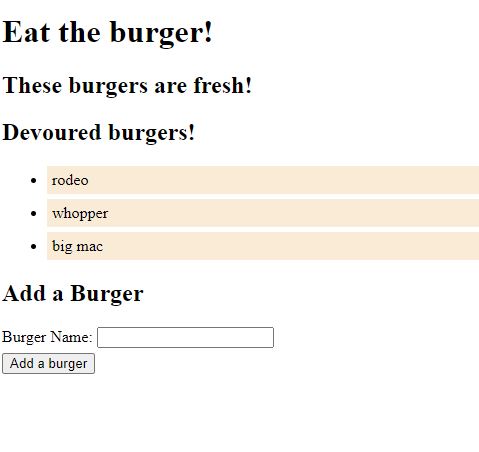 Eat the burger!
These burgers are fresh!
Devoured burgers!
rodeo
whopper
big mac
Add a Burger
Burger Name:
Add a burger